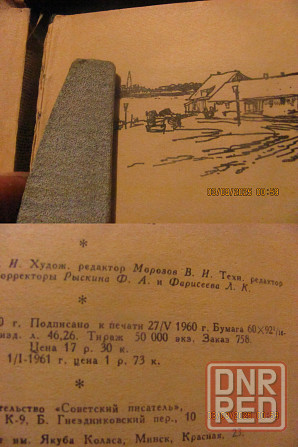 И. Худож. редактор Морозов В. И. Техн. редактор
корректоры Рыскина Ф. А. и Фарисеева Л. К.
0 г. Подписано к печати 27/V 1960 г. Бумага 60×92
изд. л. 46,26. Тираж 50 000 экз. Заказ 758.
Цена 17 р. 30 к.
1/I-1961 г. цена 1 р. 73 к.
«Советский писатель»,
К-9, Б. Гнездниковский пер., 10
им. Якуба Коласа, Минск, Красная, 23.
DNR
RED